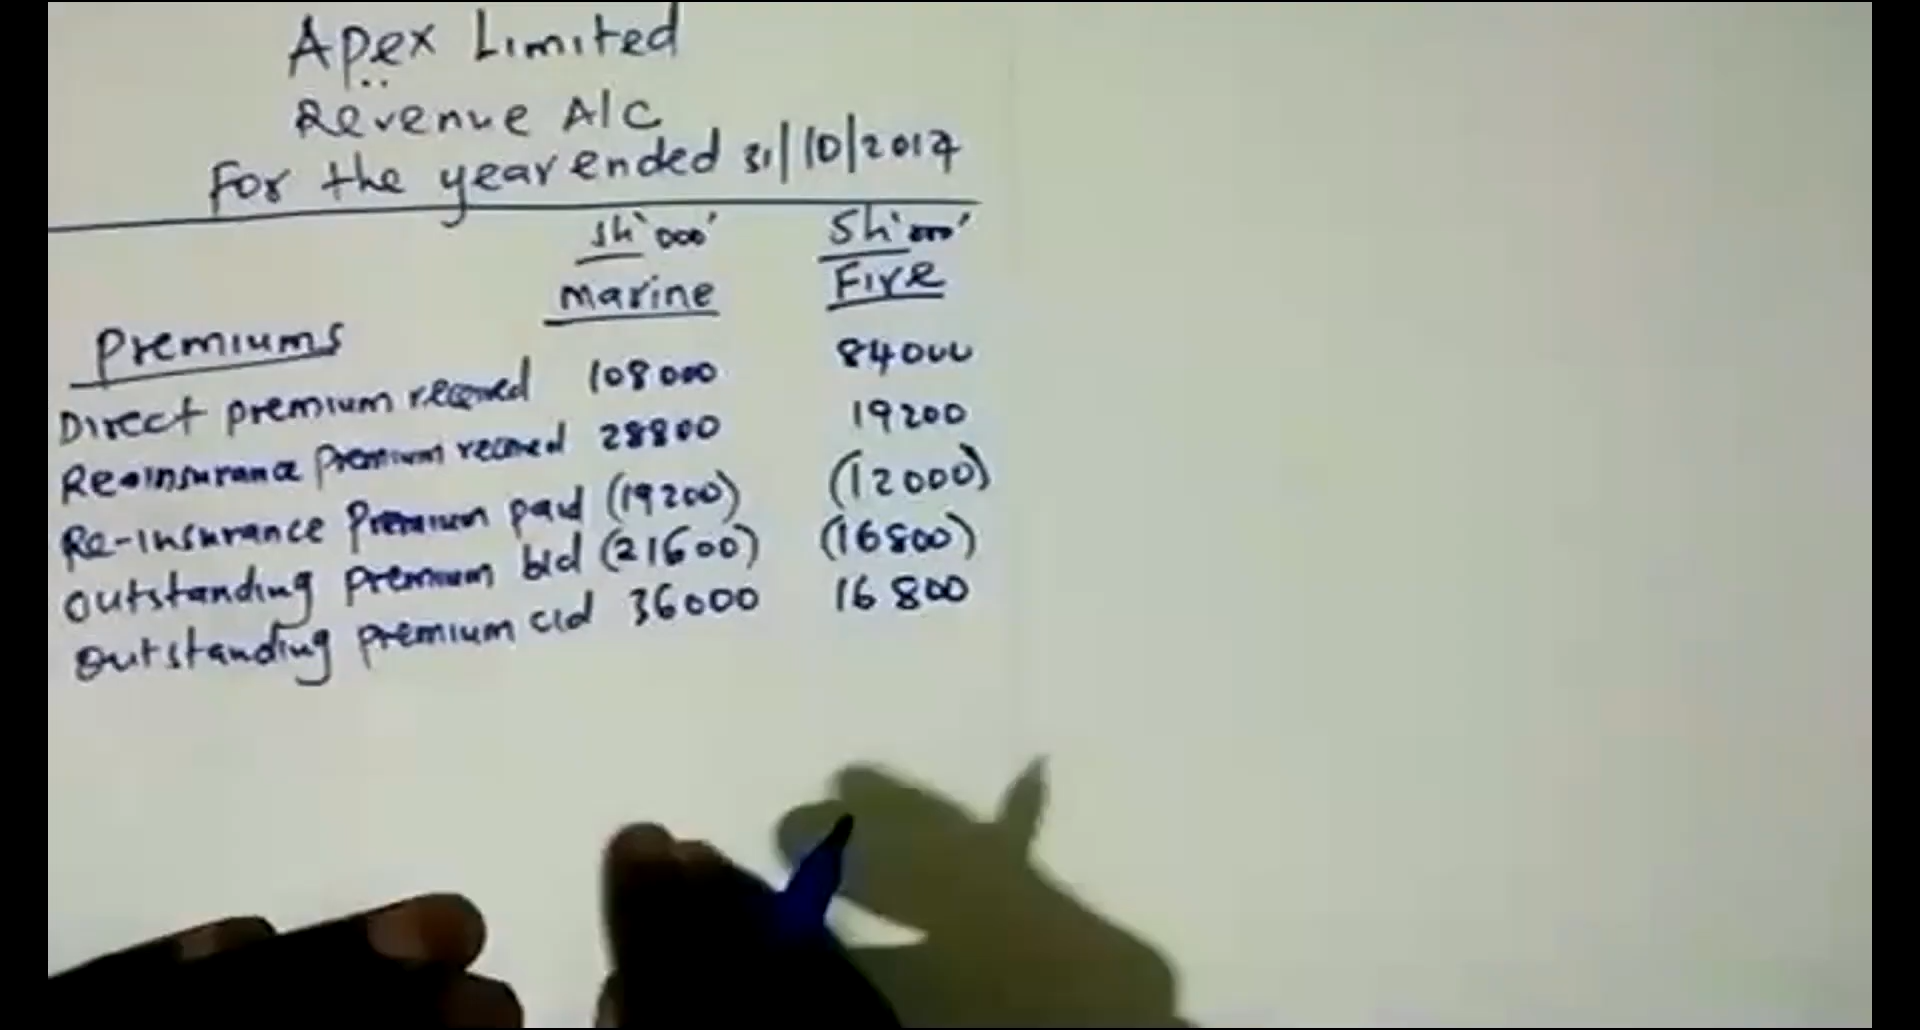 Apex Limited
Revenue A/C
For the year ended 31/10/2017
Sh'000' Sh'000'
Marine Fire
Premiums
Direct premium received 108000 84000
Re-insurance premium received 28800 19200
Re-insurance Premium paid (19200) (12000)
Outstanding premium b/d (21600) (16800)
Outstanding premium c/d 36000 16800